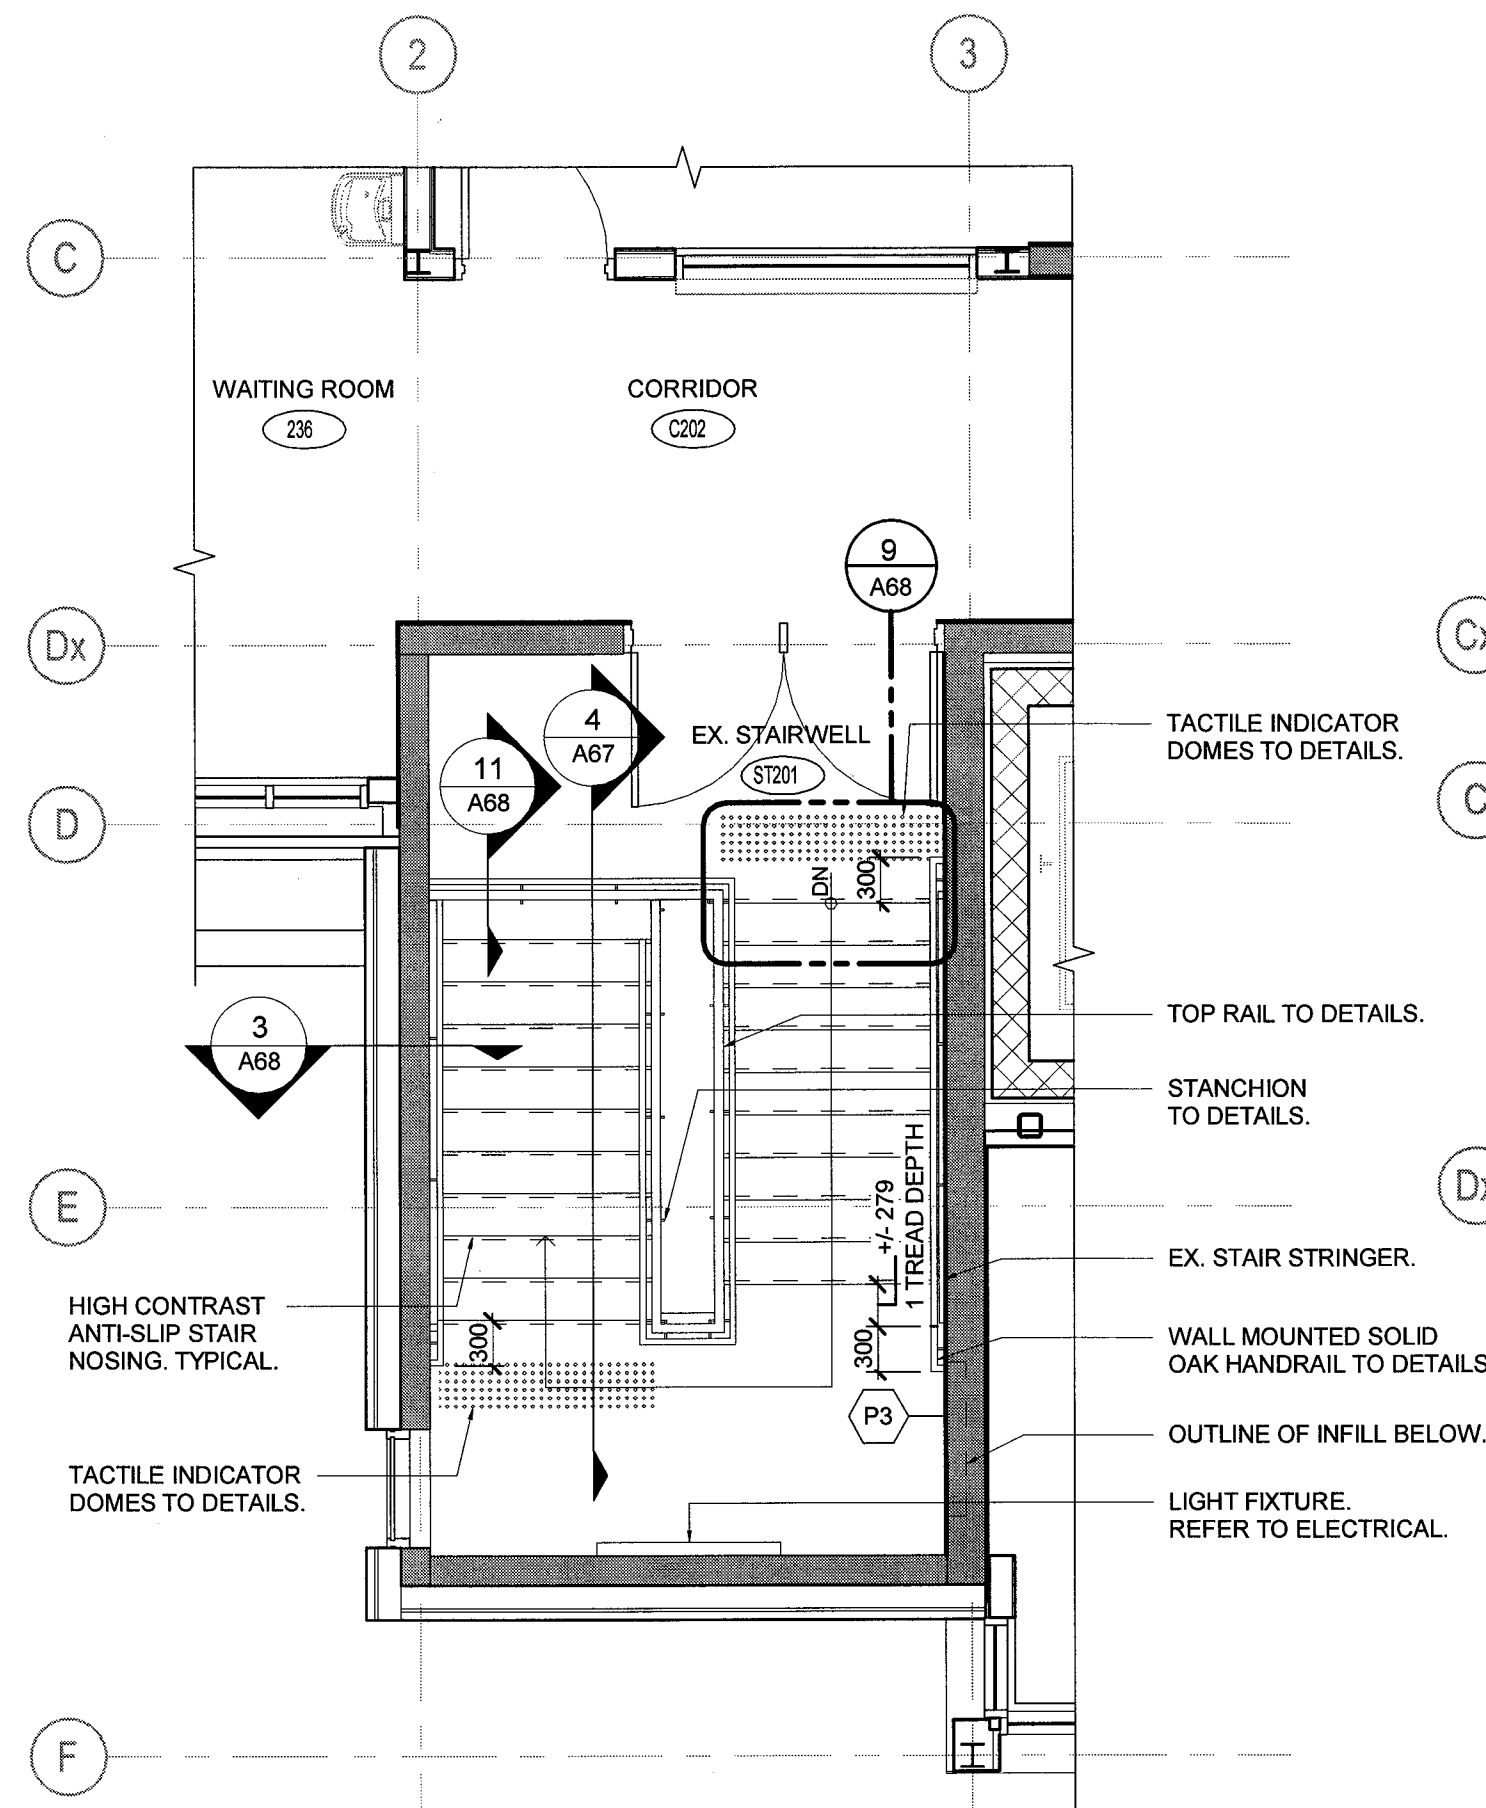 2
3
C
WAITING ROOM
236
CORRIDOR
C202
9
A68
Dx
4
A67
EX. STAIRWELL
ST201
TACTILE INDICATOR
DOMES TO DETAILS.
11
A68
D
C
DN
300
TOP RAIL TO DETAILS.
3
A68
STANCHION
TO DETAILS.
E
+/- 279
1 TREAD DEPTH
EX. STAIR STRINGER.
HIGH CONTRAST
ANTI-SLIP STAIR
NOSING. TYPICAL.
300
300
WALL MOUNTED SOLID
OAK HANDRAIL TO DETAILS
P3
OUTLINE OF INFILL BELOW.
TACTILE INDICATOR
DOMES TO DETAILS.
LIGHT FIXTURE.
REFER TO ELECTRICAL.
F